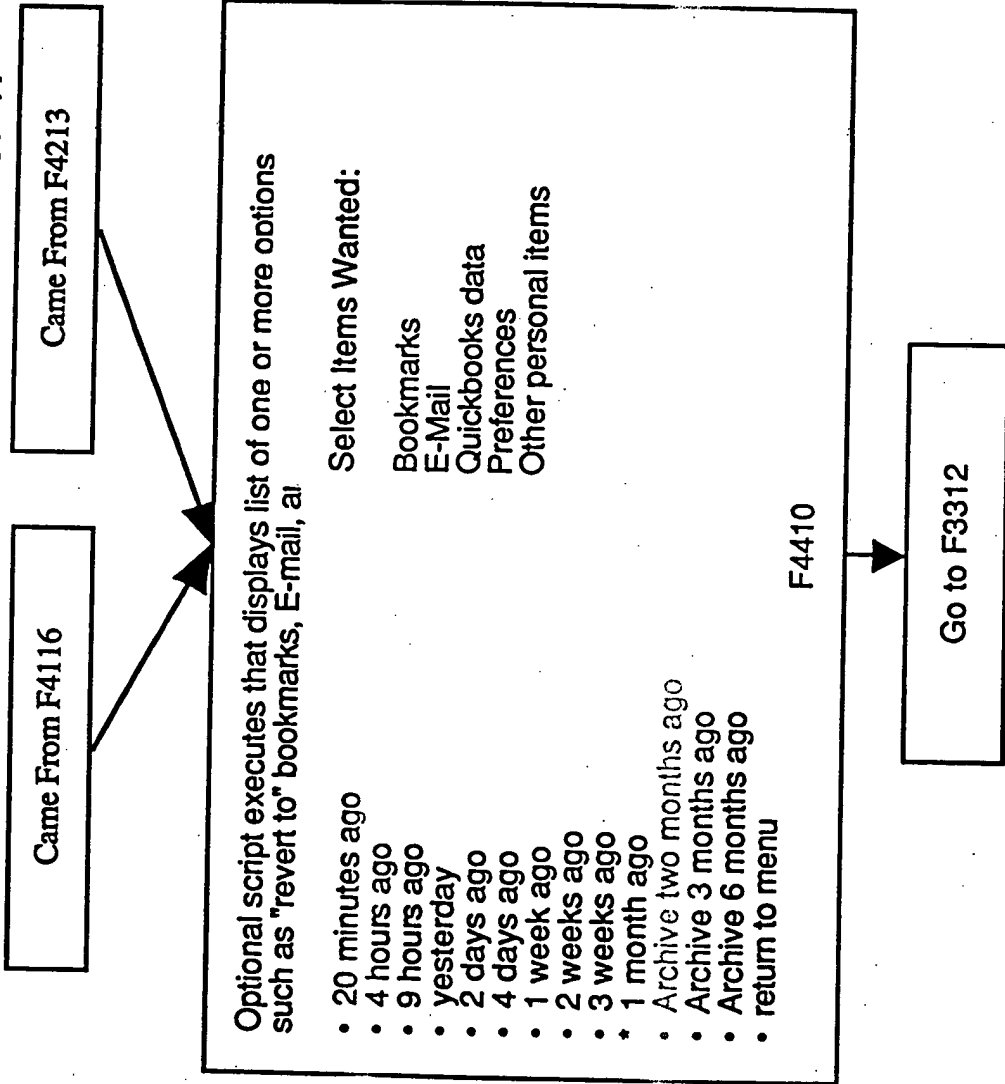 Came From F4116
Came From F4213
Optional script executes that displays list of one or more options
such as "revert to" bookmarks, E-mail,
• 20 minutes ago
• 4 hours ago
• 9 hours ago
• yesterday
• 2 days ago
• 4 days ago
• 1 week ago
• 2 weeks ago
• 3 weeks ago
* 1 month ago
• Archive two months ago
• Archive 3 months ago
• Archive 6 months ago
• return to menu
Select Items Wanted:
Bookmarks
E-Mail
Quickbooks data
Preferences
Other personal items
F4410
Go to F3312